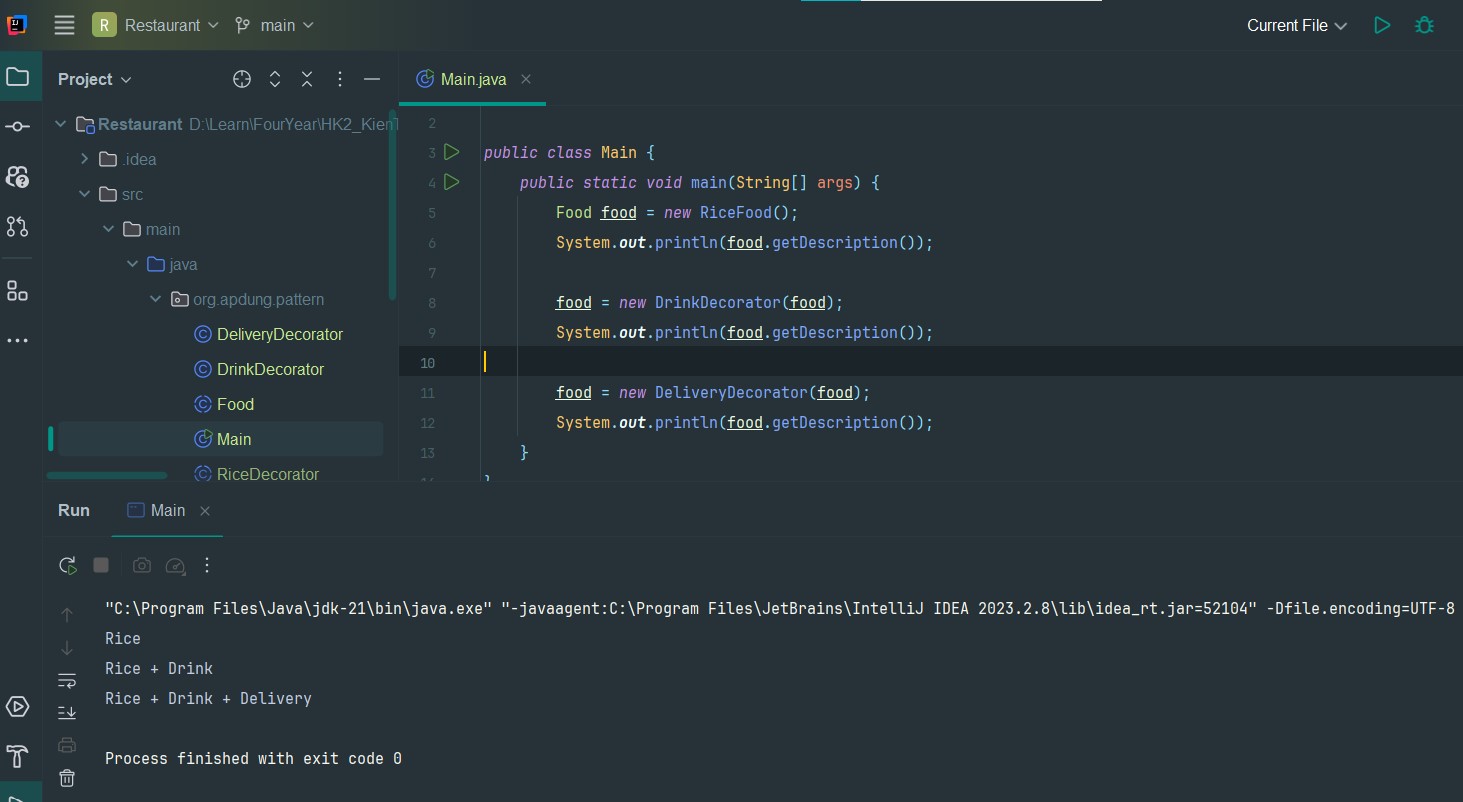 R Restaurant main Current File
Project
Main.java
Restaurant D:\Learn\FourYear\HK2_Kien
.idea
src
main
java
org.apdung.pattern
DeliveryDecorator
DrinkDecorator
Food
Main
RiceDecorator
2
3 public class Main {
4 public static void main(String[] args) {
5 Food food = new RiceFood();
6 System.out.println(food.getDescription());
7
8 food = new DrinkDecorator(food);
9 System.out.println(food.getDescription());
10
11 food = new DeliveryDecorator(food);
12 System.out.println(food.getDescription());
13 }
14 }
Run Main
"C:\Program Files\Java\jdk-21\bin\java.exe" "-javaagent:C:\Program Files\JetBrains\IntelliJ IDEA 2023.2.8\lib\idea_rt.jar=52104" -Dfile.encoding=UTF-8
Rice
Rice + Drink
Rice + Drink + Delivery
Process finished with exit code 0